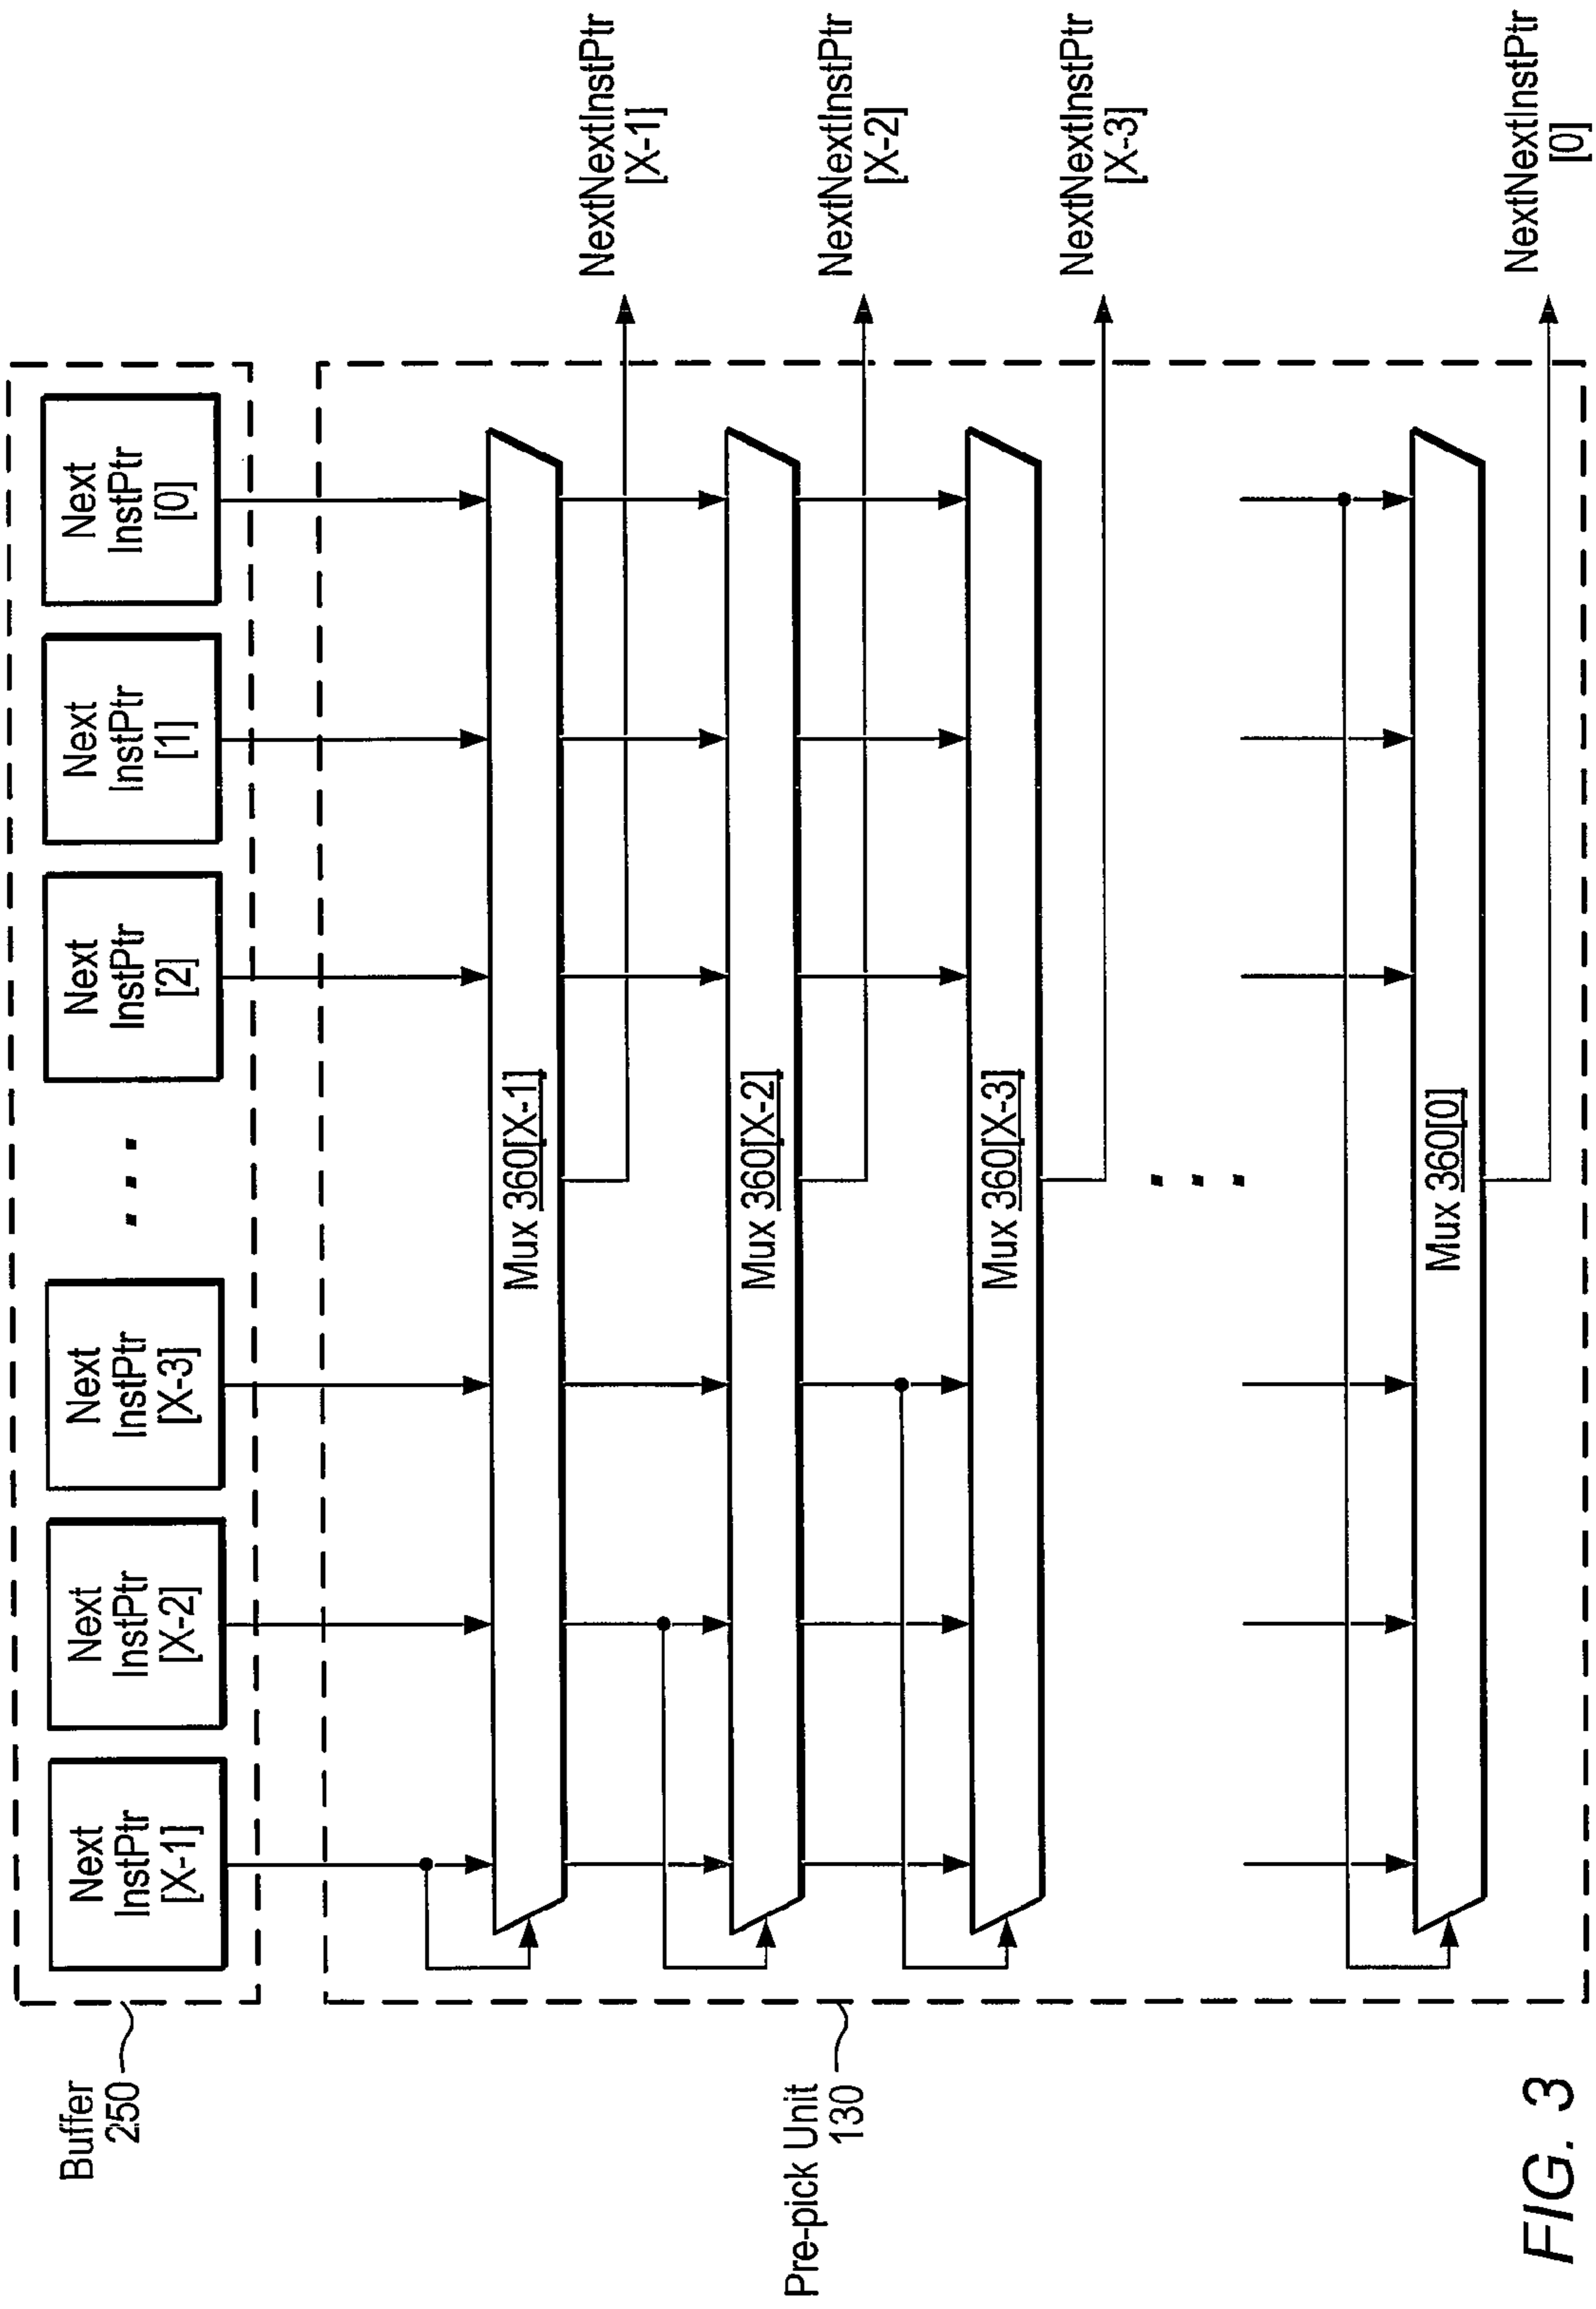 Buffer
250
Next
InstPtr
[X-1]
Next
InstPtr
[X-2]
Next
InstPtr
[X-3]
Next
InstPtr
[2]
Next
InstPtr
[1]
Next
InstPtr
[0]
Pre-pick Unit
130
Mux 360[X-1]
NextNextInstPtr
[X-1]
Mux 360[X-2]
NextNextInstPtr
[X-2]
Mux 360[X-3]
NextNextInstPtr
[X-3]
Mux 360[0]
NextNextInstPtr
[0]
FIG. 3